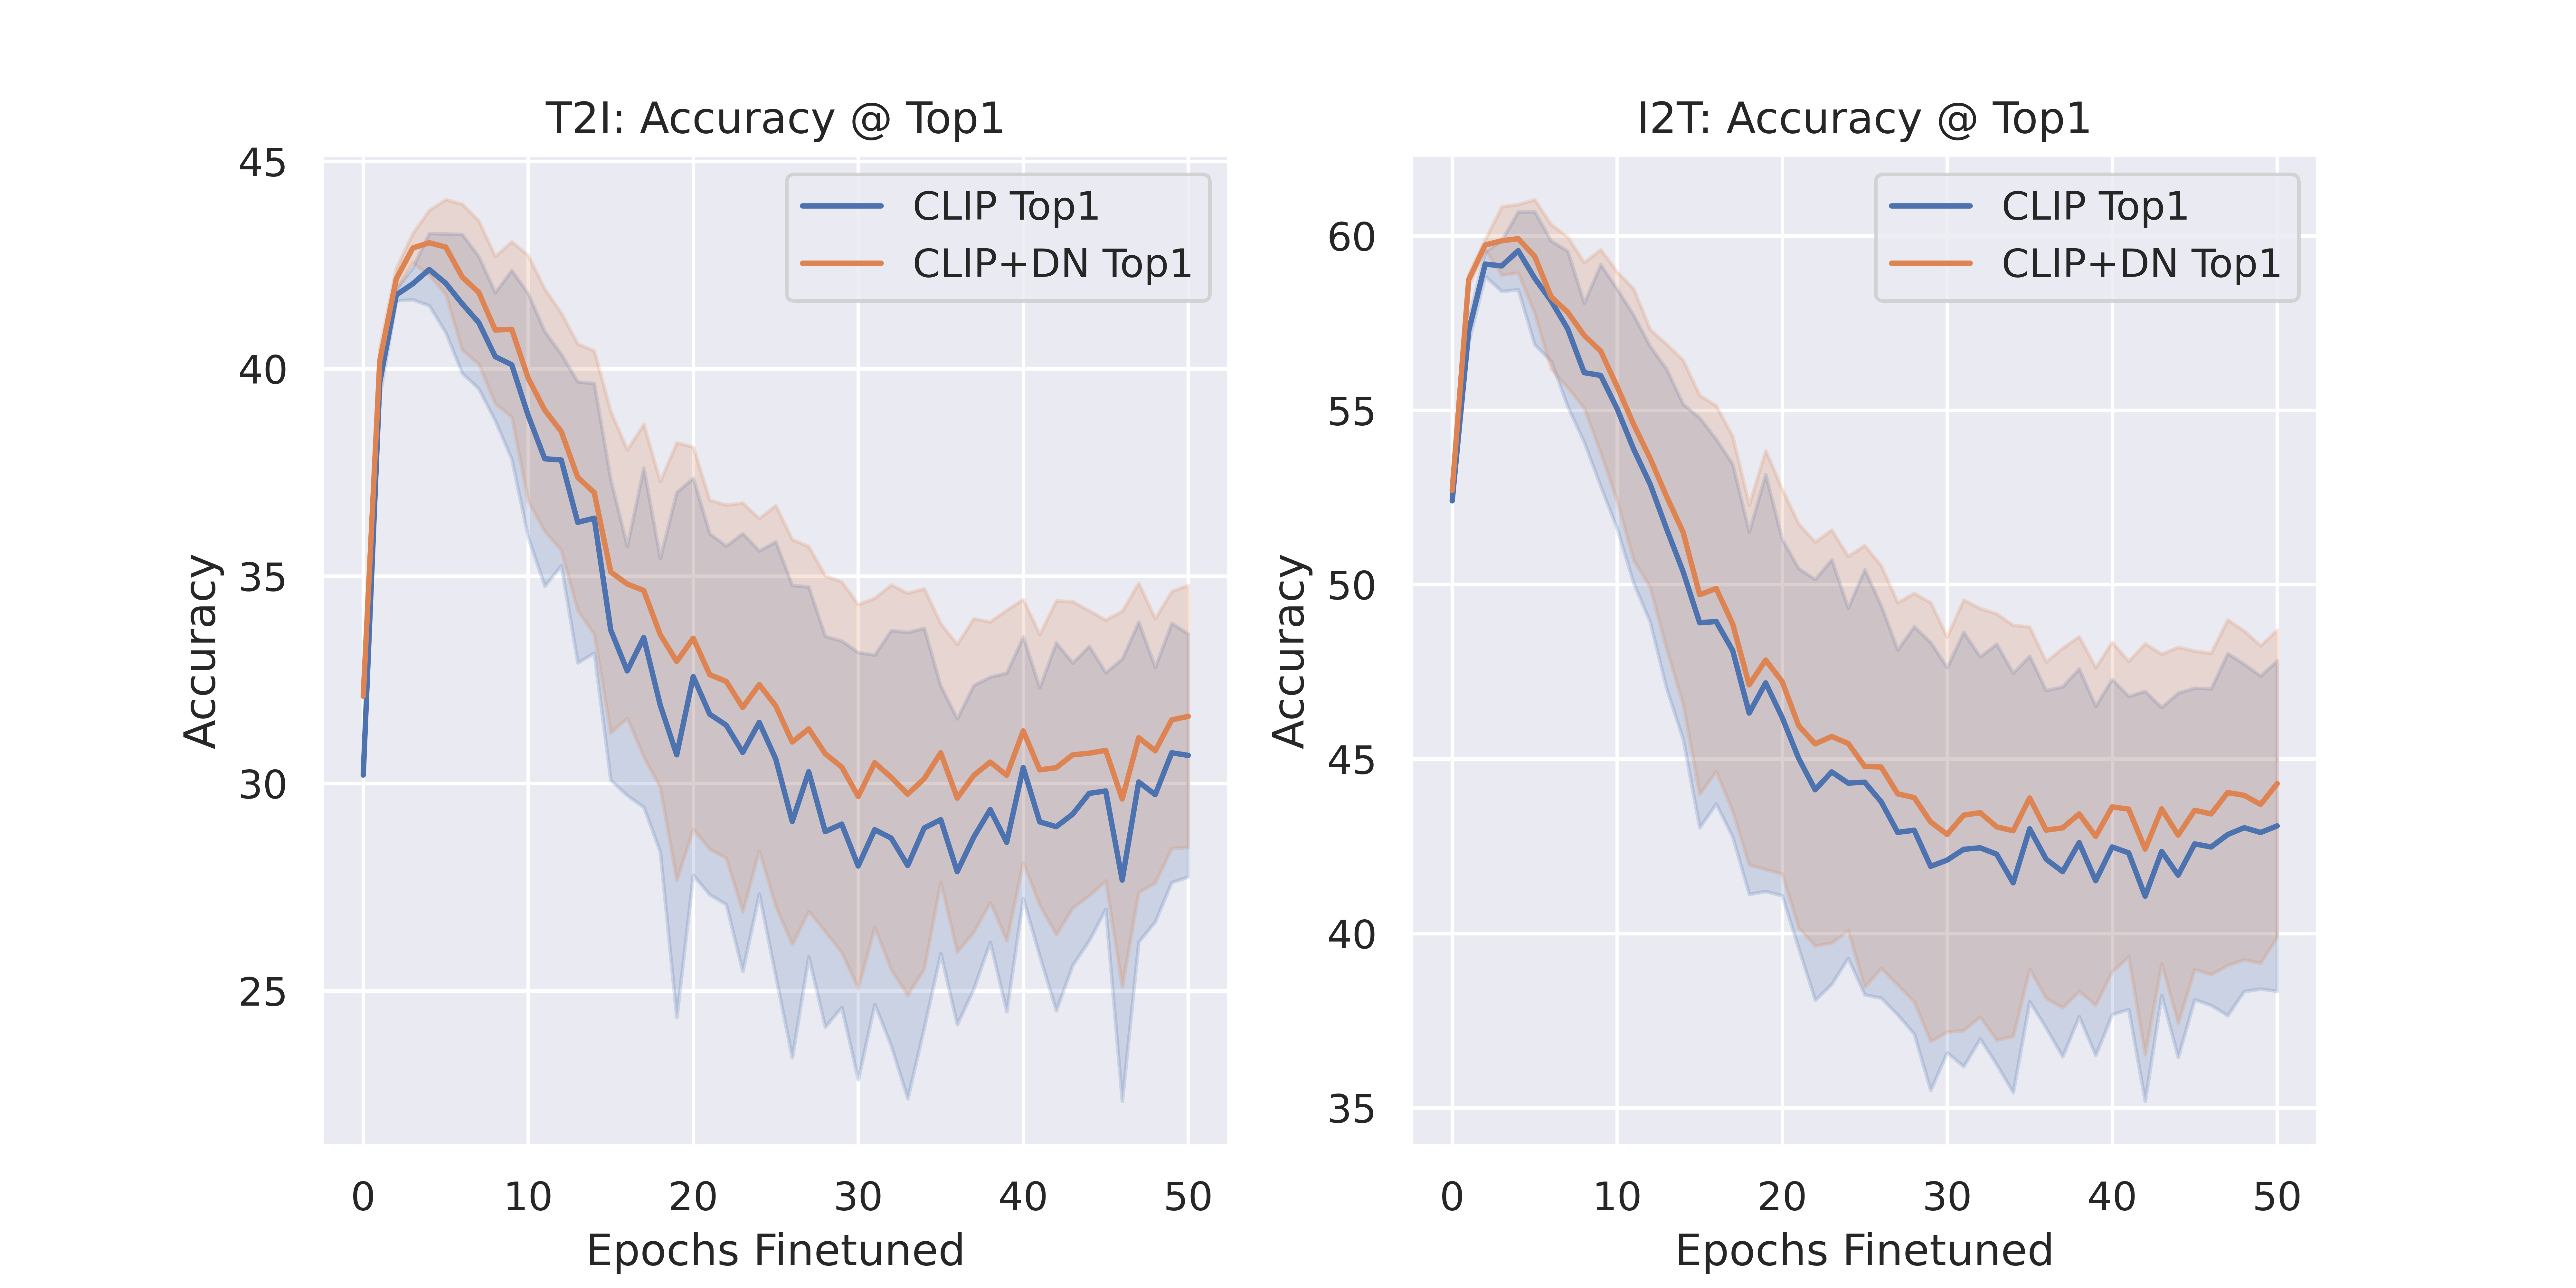 T2I: Accuracy @ Top1
CLIP Top1
CLIP+DN Top1
Accuracy
45
40
35
30
25
0 10 20 30 40 50
Epochs Finetuned
I2T: Accuracy @ Top1
CLIP Top1
CLIP+DN Top1
Accuracy
60
55
50
45
40
35
0 10 20 30 40 50
Epochs Finetuned